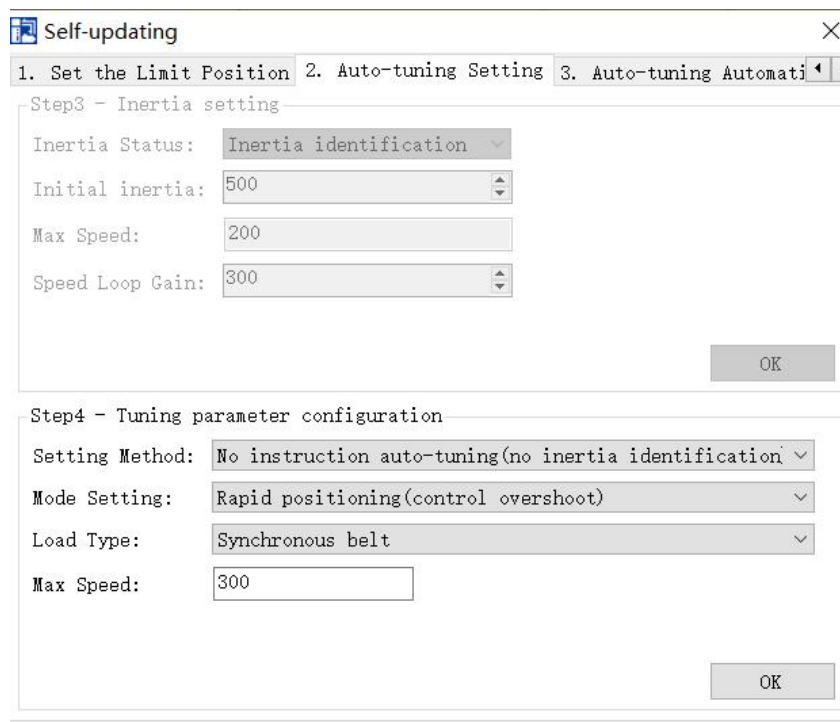 Self-updating
1. Set the Limit Position 2. Auto-tuning Setting 3. Auto-tuning Automati
Step3 - Inertia setting
Inertia Status: Inertia identification
Initial inertia: 500
Max Speed: 200
Speed Loop Gain: 300
OK
Step4 - Tuning parameter configuration
Setting Method: No instruction auto-tuning(no inertia identification
Mode Setting: Rapid positioning(control overshoot)
Load Type: Synchronous belt
Max Speed: 300
OK